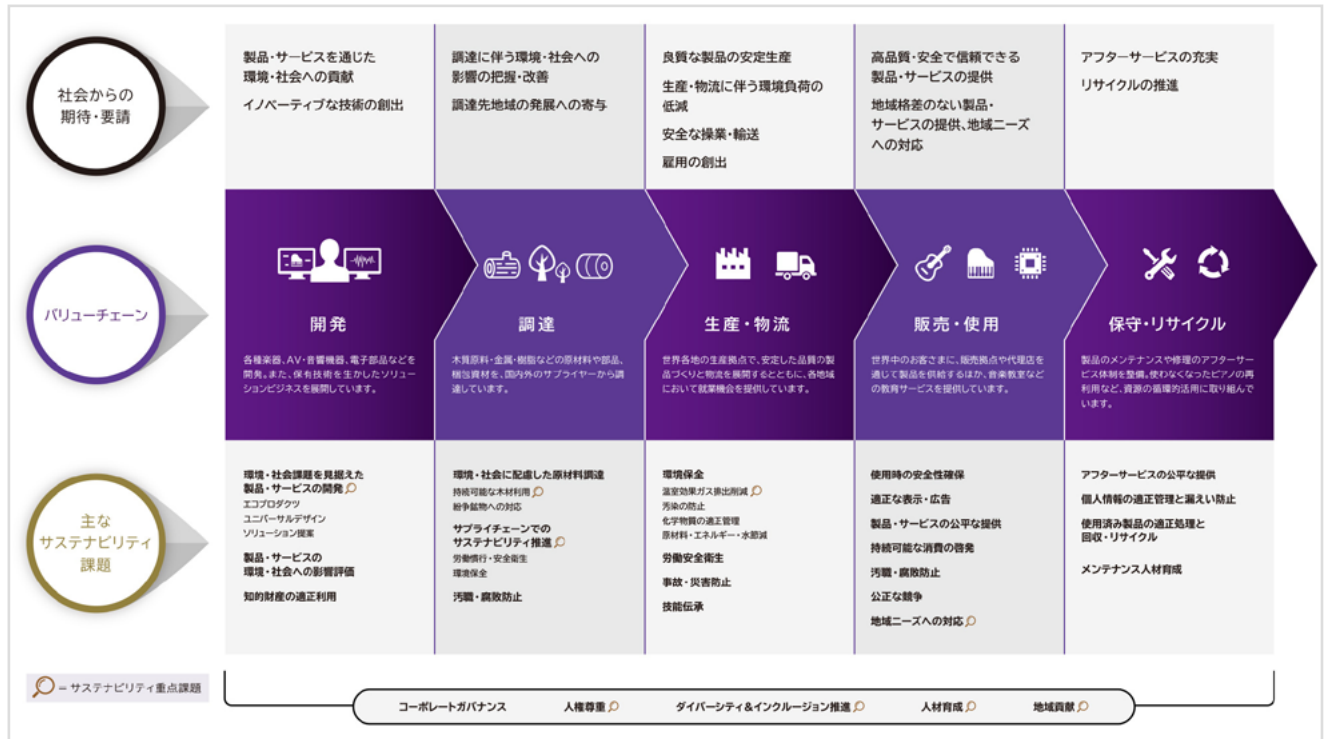 社会からの
期待・要請
製品・サービスを通じた
環境・社会への貢献
イノベーティブな技術の創出
調達に伴う環境・社会への
影響の把握・改善
調達先地域の発展への寄与
良質な製品の安定生産
生産・物流に伴う環境負荷の
低減
安全な操業・輸送
雇用の創出
高品質・安全で信頼できる
製品・サービスの提供
地域格差のない製品・
サービスの提供、地域ニーズ
への対応
アフターサービスの充実
リサイクルの推進
バリューチェーン
開発
各種楽器、AV・音響機器、電子部品などを
開発。また、保有技術を生かしたソリュー
ションビジネスを展開しています。
調達
木質原料・金属・樹脂などの原材料や部品、
梱包資材を、国内外のサプライヤーから調
達しています。
生産・物流
世界各地の生産拠点で、安定した品質の製
品づくりと物流を展開するとともに、各地域
において就業機会を提供しています。
販売・使用
世界中のお客さまに、販売拠点や代理店を
通じて製品を供給するほか、音楽教室など
の教育サービスを提供しています。
保守・リサイクル
製品のメンテナンスや修理のアフターサー
ビス体制を整備。使わなくなったピアノの再
利用など、資源の循環的活用に取り組んで
います。
主な
サステナビリティ
課題
環境・社会課題を見据えた
製品・サービスの開発
エコプロダクツ
ユニバーサルデザイン
ソリューション提案
製品・サービスの
環境・社会への影響評価
知的財産の適正利用
環境・社会に配慮した原材料調達
持続可能な木材利用
紛争鉱物への対応
サプライチェーンでの
サステナビリティ推進
労働慣行・安全衛生
環境保全
汚職・腐敗防止
環境保全
温室効果ガス排出削減
汚染の防止
化学物質の適正管理
原材料・エネルギー・水節減
労働安全衛生
事故・災害防止
技能伝承
使用時の安全性確保
適正な表示・広告
製品・サービスの公平な提供
持続可能な消費の啓発
汚職・腐敗防止
公正な競争
地域ニーズへの対応
アフターサービスの公平な提供
個人情報の適正管理と漏えい防止
使用済み製品の適正処理と
回収・リサイクル
メンテナンス人材育成
=サステナビリティ重点課題
コーポレートガバナンス
人権尊重
ダイバーシティ&インクルージョン推進
人材育成
地域貢献